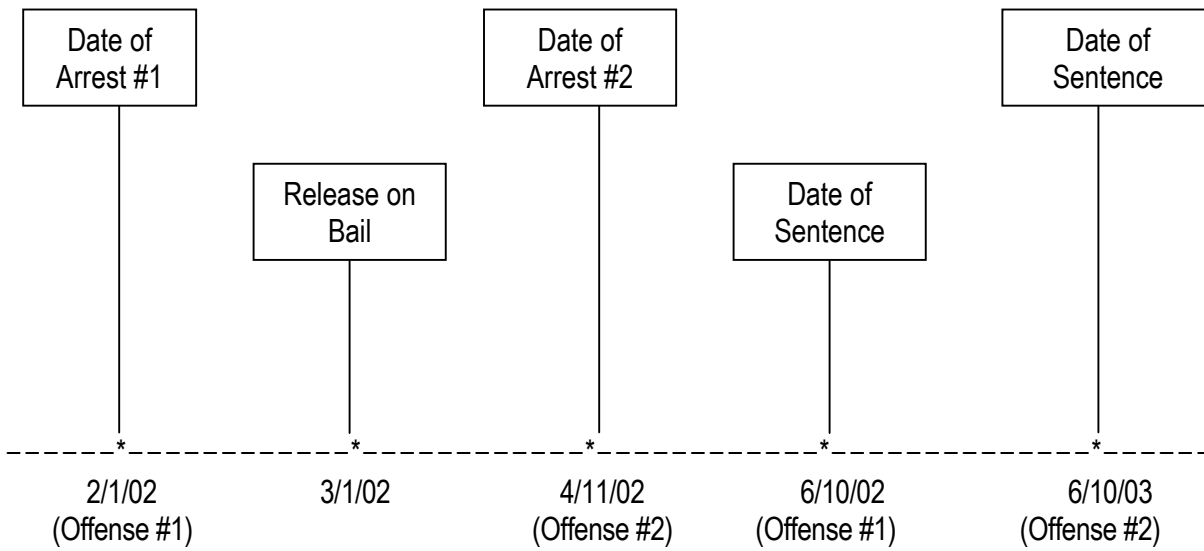 Date of
Arrest #1
Date of
Arrest #2
Date of
Sentence
Release on
Bail
Date of
Sentence
2/1/02
(Offense #1)
3/1/02
4/11/02
(Offense #2)
6/10/02
(Offense #1)
6/10/03
(Offense #2)